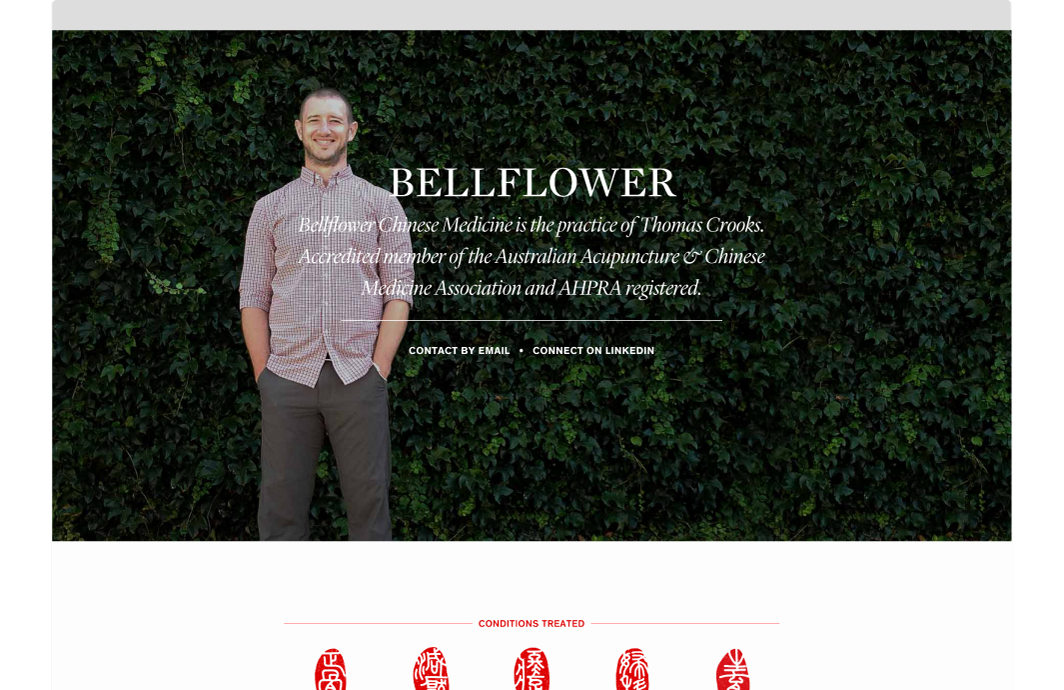 BELLFLOWER
Bellflower Chinese Medicine is the practice of Thomas Crooks.
Accredited member of the Australian Acupuncture & Chinese
Medicine Association and AHPRA registered.
CONTACT BY EMAIL • CONNECT ON LINKEDIN
CONDITIONS TREATED